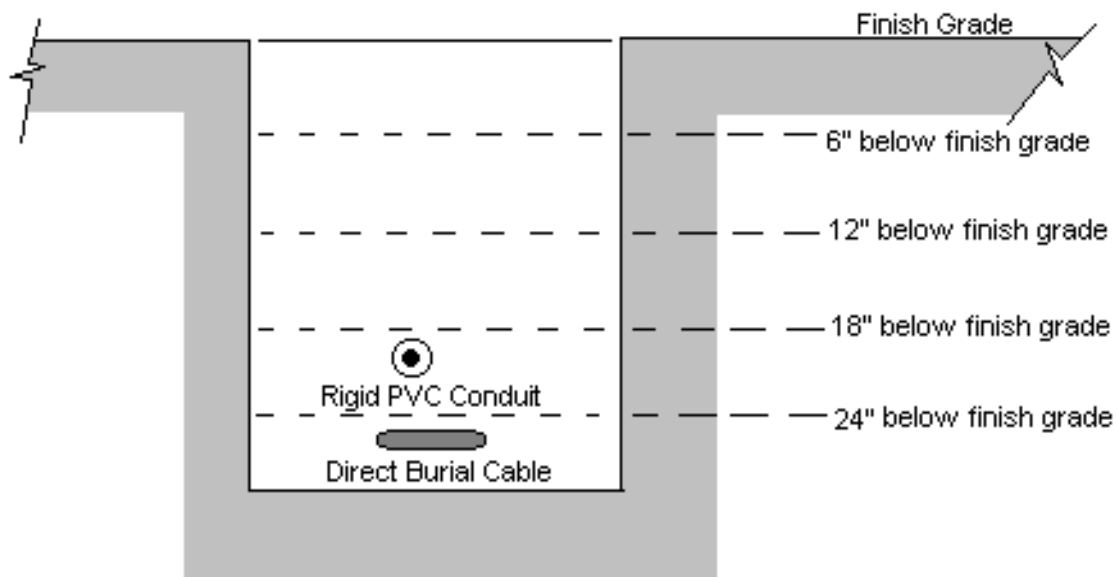 Finish Grade
6" below finish grade
12" below finish grade
18" below finish grade
Rigid PVC Conduit
24" below finish grade
Direct Burial Cable